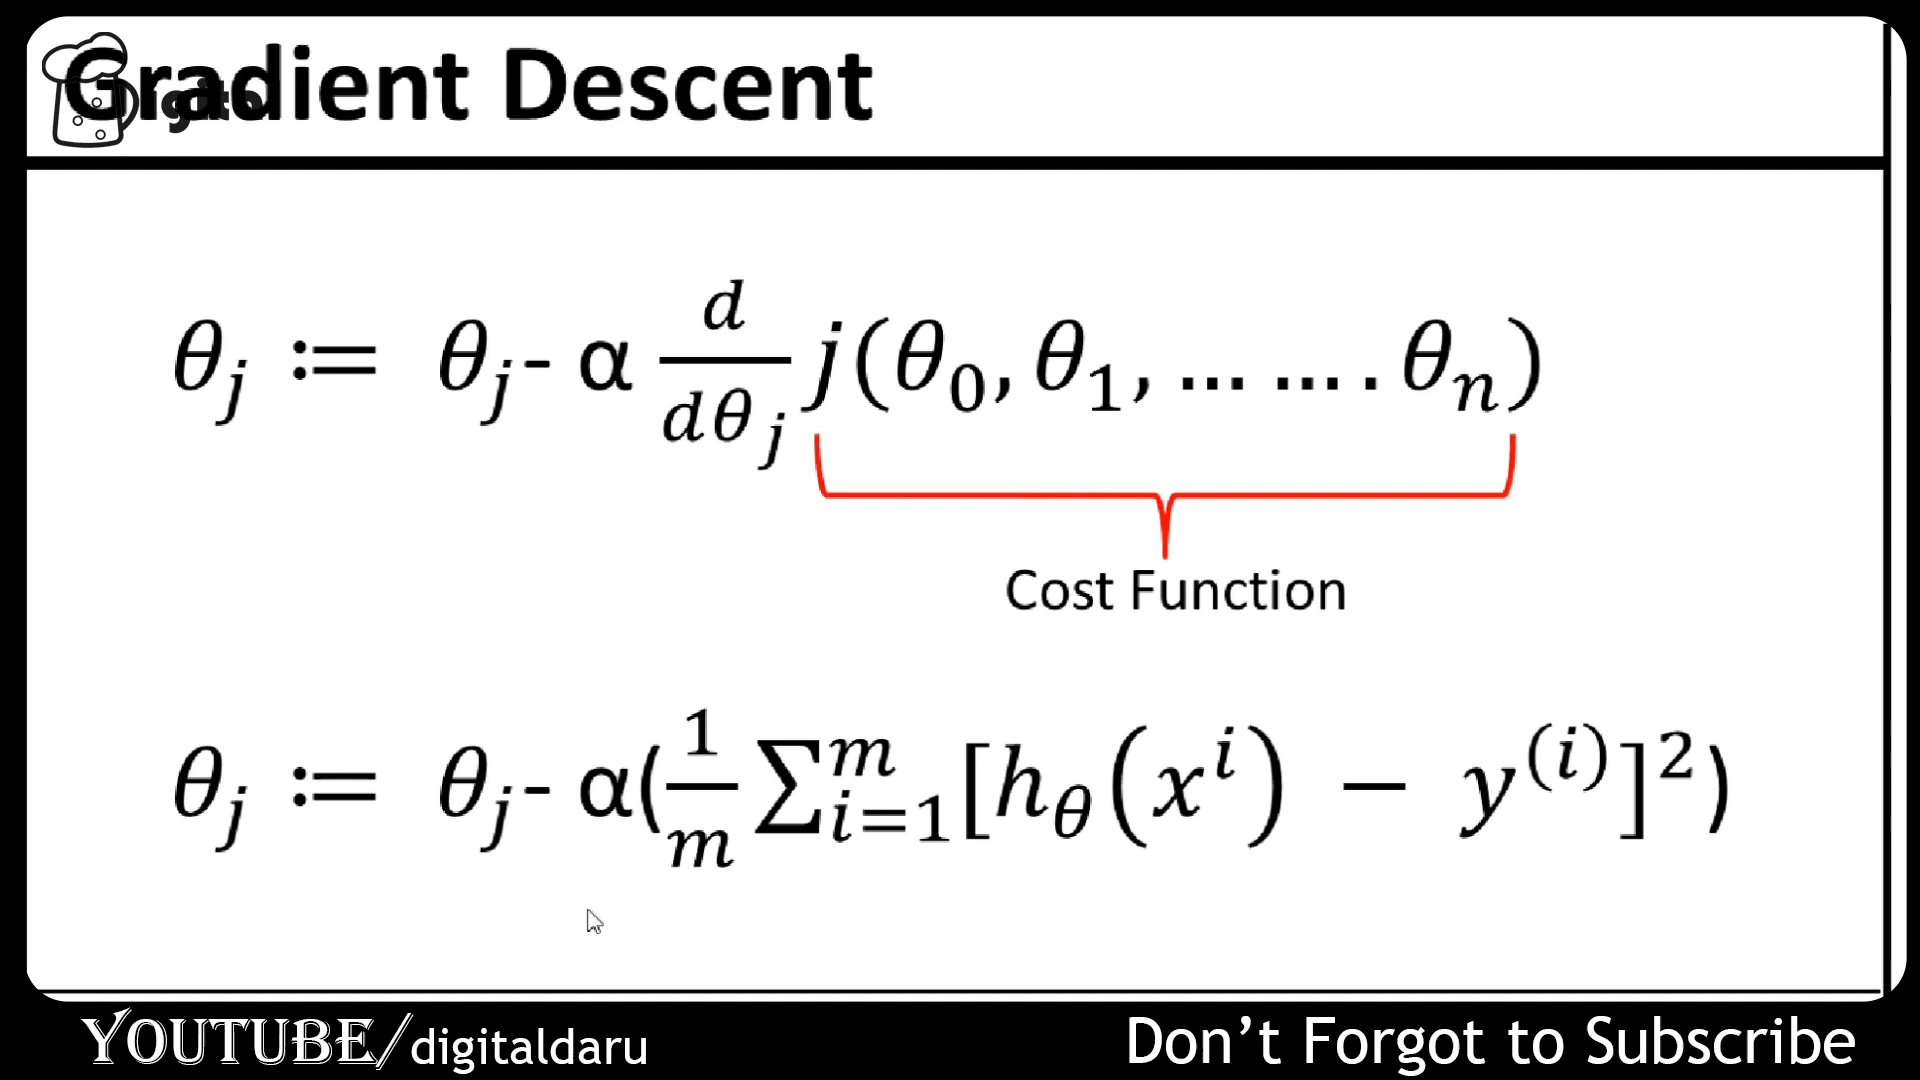 Gradient Descent
θ_j := θ_j - α d/dθ_j j(θ_0, θ_1, … … . θ_n)
Cost Function
θ_j := θ_j - α(1/m ∑_{i=1}^{m} [h_θ(x^i) − y^{(i)}]^2)
YOUTUBE/digitaldaru
Don't Forgot to Subscribe